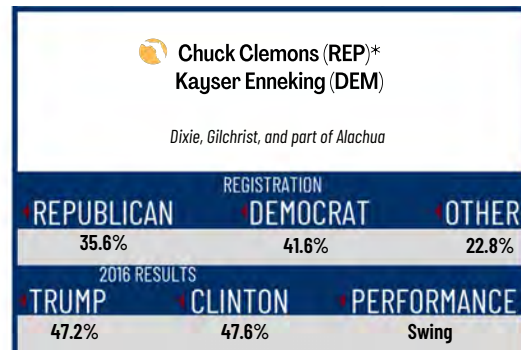 Chuck Clemons (REP)*
Kayser Enneking (DEM)
Dixie, Gilchrist, and part of Alachua
REGISTRATION
REPUBLICAN DEMOCRAT OTHER
35.6% 41.6% 22.8%
2016 RESULTS
TRUMP CLINTON PERFORMANCE
47.2% 47.6% Swing